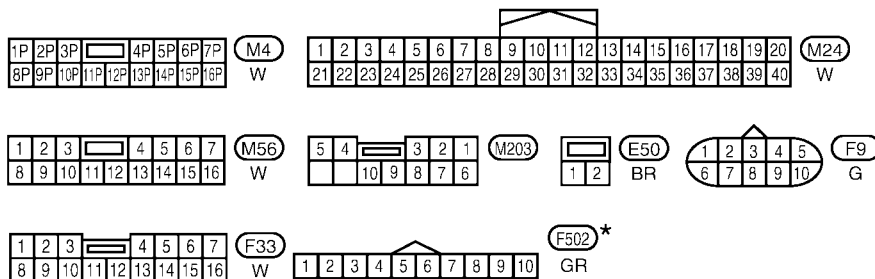 1P 2P 3P 4P 5P 6P 7P M4
8P 9P 10P 11P 12P 13P 14P 15P 16P W
1 2 3 4 5 6 7 8 9 10 11 12 13 14 15 16 17 18 19 20 M24
21 22 23 24 25 26 27 28 29 30 31 32 33 34 35 36 37 38 39 40 W
1 2 3 4 5 6 7 M56
8 9 10 11 12 13 14 15 16 W
5 4 3 2 1 M203
10 9 8 7 6
E50
1 2 BR
1 2 3 4 5 F9
6 7 8 9 10 G
1 2 3 4 5 6 7 F33
8 9 10 11 12 13 14 15 16 W
F502 *
1 2 3 4 5 6 7 8 9 10 GR